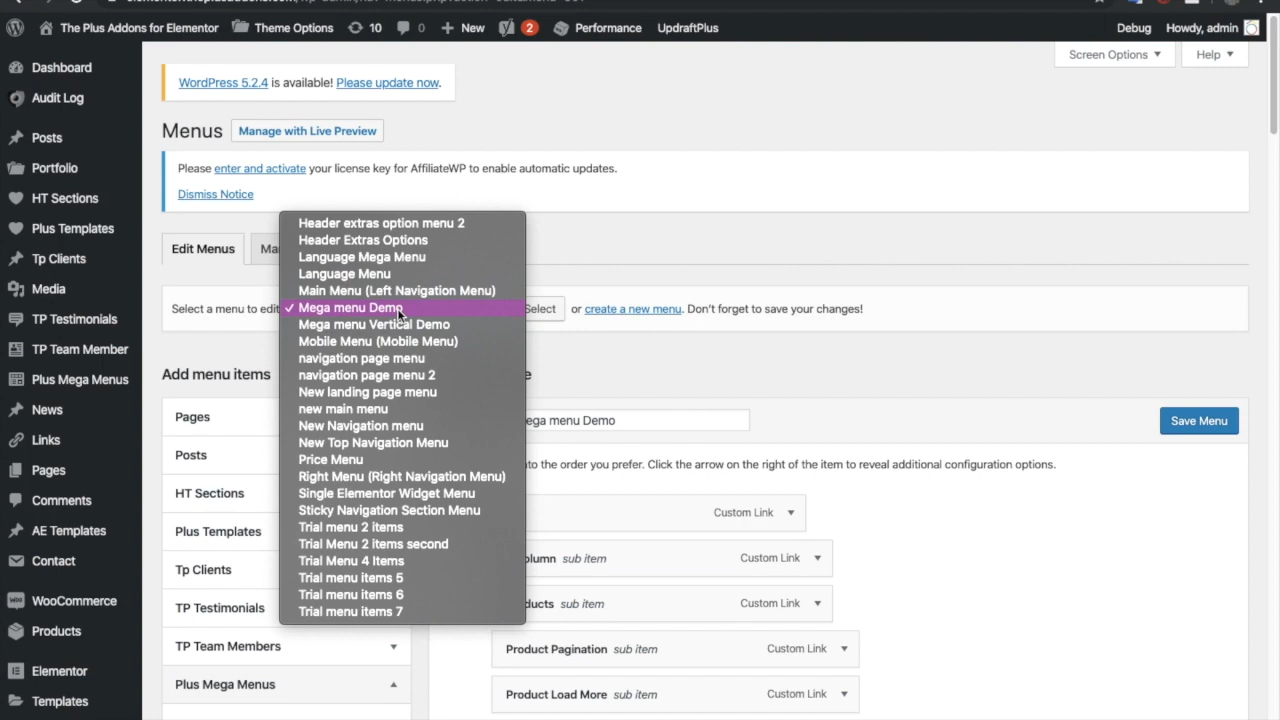 The Plus Addons for Elementor Theme Options 10 0 New 2 Performance UpdraftPlus Debug Howdy, admin
Screen Options Help
Dashboard
Audit Log
Posts
Portfolio
HT Sections
Plus Templates
Tp Clients
Media
TP Testimonials
TP Team Member
Plus Mega Menus
News
Links
Pages
Comments
AE Templates
Contact
WooCommerce
Products
Elementor
Templates
WordPress 5.2.4 is available! Please update now.
Menus Manage with Live Preview
Please enter and activate your license key for AffiliateWP to enable automatic updates.
Dismiss Notice
Edit Menus Ma
Select a menu to edit Select or create a new menu. Don't forget to save your changes!
Header extras option menu 2
Header Extras Options
Language Mega Menu
Language Menu
Main Menu (Left Navigation Menu)
✓ Mega menu Demo
Mega menu Vertical Demo
Mobile Menu (Mobile Menu)
navigation page menu
navigation page menu 2
New landing page menu
new main menu
New Navigation menu
New Top Navigation Menu
Price Menu
Right Menu (Right Navigation Menu)
Single Elementor Widget Menu
Sticky Navigation Section Menu
Trial menu 2 items
Trial Menu 2 items second
Trial Menu 4 Items
Trial menu items 5
Trial menu items 6
Trial menu items 7
Add menu items
Pages
Posts
HT Sections
Plus Templates
Tp Clients
TP Testimonials
TP Team Members
Plus Mega Menus
e
ega menu Demo Save Menu
into the order you prefer. Click the arrow on the right of the item to reveal additional configuration options.
Custom Link
olumn sub item Custom Link
ducts sub item Custom Link
Product Pagination sub item Custom Link
Product Load More sub item Custom Link